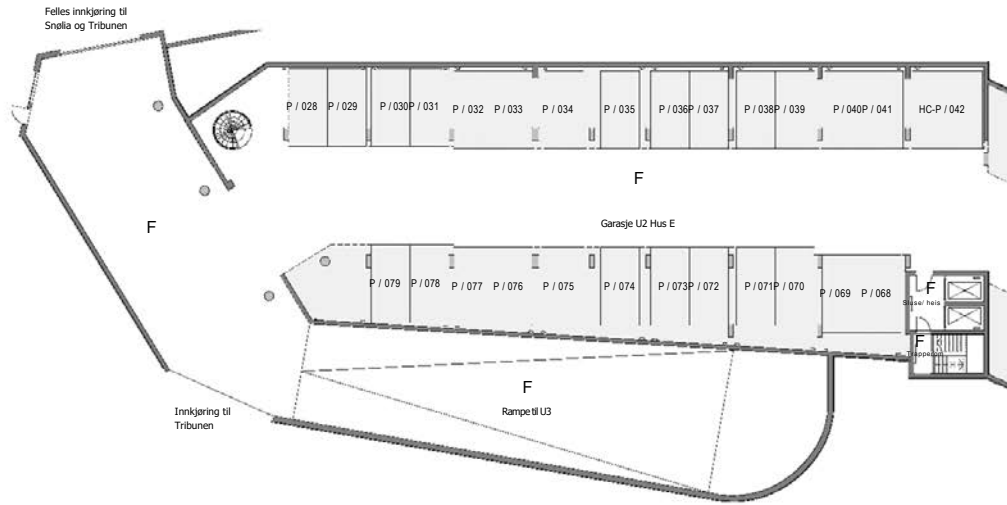 Felles innkjøring til
Snølia og Tribunen
P / 028
P / 029
P / 030
P / 031
P / 032
P / 033
P / 034
P / 035
P / 036
P / 037
P / 038
P / 039
P / 040
P / 041
HC-P / 042
F
F
Garasje U2 Hus E
P / 079
P / 078
P / 077
P / 076
P / 075
P / 074
P / 073
P / 072
P / 071
P / 070
P / 069
P / 068
F
Sluse/ heis
F
Trapperom
F
Rampe til U3
Innkjøring til
Tribunen